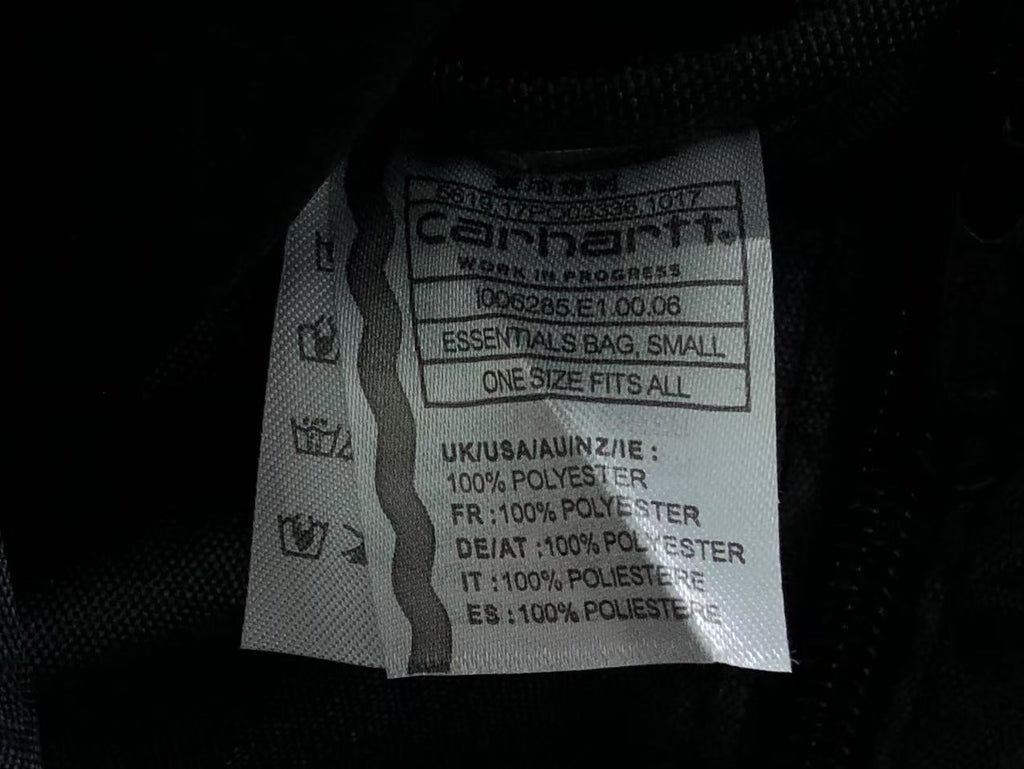 Carhartt®
WORK IN PROGRESS
I006285.E1.00.06
ESSENTIALS BAG, SMALL
ONE SIZE FITS ALL
UK/USA/AU/NZ/IE :
100% POLYESTER
FR :100% POLYESTER
DE/AT :100% POLYESTER
IT :100% POLIESTERE
ES :100% POLIESTERE